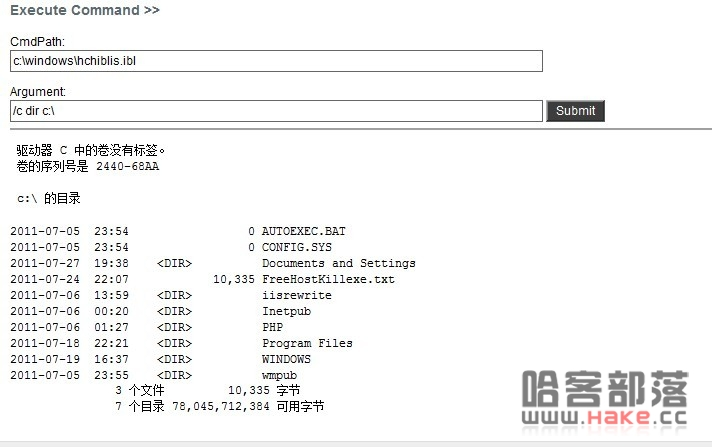 Execute Command >>
CmdPath:
c:\windows\hchiblis.ibl
Argument:
/c dir c:\
Submit
驱动器 C 中的卷没有标签。
卷的序列号是 2440-68AA
c:\ 的目录
2011-07-05  23:54                 0 AUTOEXEC.BAT
2011-07-05  23:54                 0 CONFIG.SYS
2011-07-27  19:38    <DIR>          Documents and Settings
2011-07-24  22:07            10,335 FreeHostKillexe.txt
2011-07-06  13:59    <DIR>          iisrewrite
2011-07-06  00:20    <DIR>          Inetpub
2011-07-06  01:27    <DIR>          PHP
2011-07-18  22:21    <DIR>          Program Files
2011-07-19  16:37    <DIR>          WINDOWS
2011-07-05  23:55    <DIR>          wmpub
3 个文件         10,335 字节
7 个目录 78,045,712,384 可用字节
哈客部落
www.Hake.cc